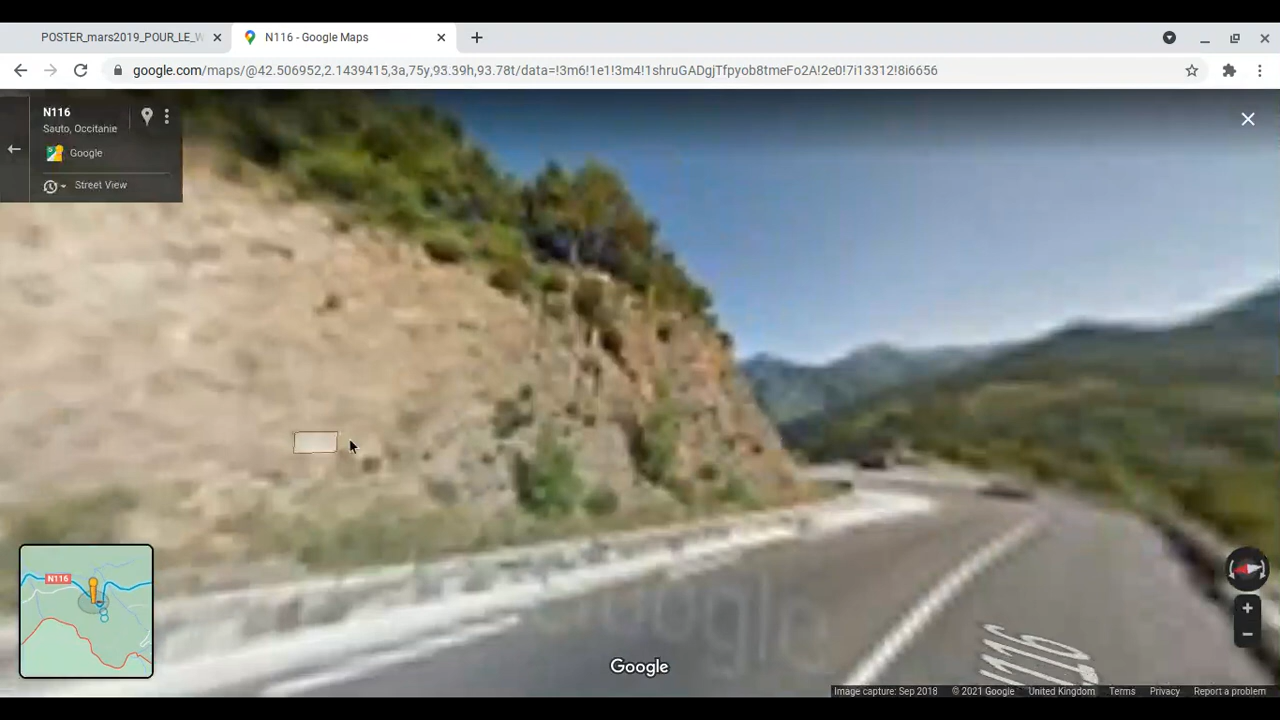 POSTER_mars2019_POUR_LE_W
N116 - Google Maps
google.com/maps/@42.506952,2.1439415,3a,75y,93.39h,93.78t/data=!3m6!1e1!3m4!1shruGADgjTfpyob8tmeFo2A!2e0!7i13312!8i6656
N116
Sauto, Occitanie
Google
Street View
N116
Google
N116
Google
Image capture: Sep 2018 © 2021 Google United Kingdom Terms Privacy Report a problem